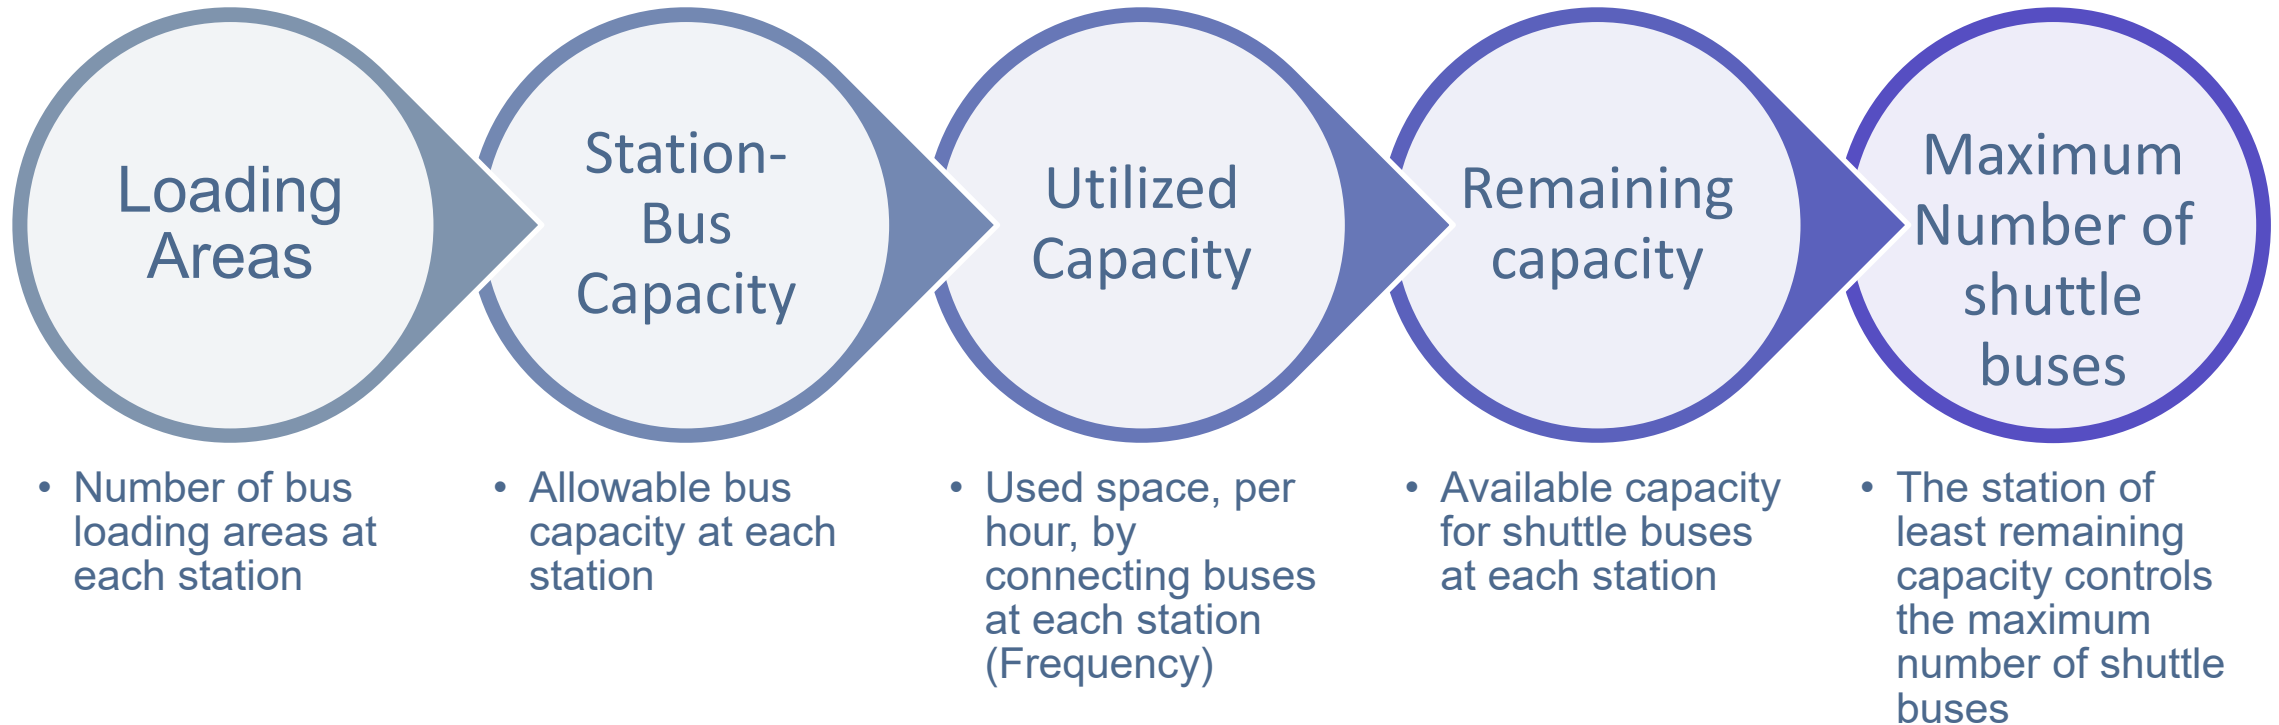 Loading
Areas
Station-
Bus
Capacity
Utilized
Capacity
Remaining
capacity
Maximum
Number of
shuttle
buses
• Number of bus
loading areas at
each station
• Allowable bus
capacity at each
station
• Used space, per
hour, by
connecting buses
at each station
(Frequency)
• Available capacity
for shuttle buses
at each station
• The station of
least remaining
capacity controls
the maximum
number of shuttle
buses